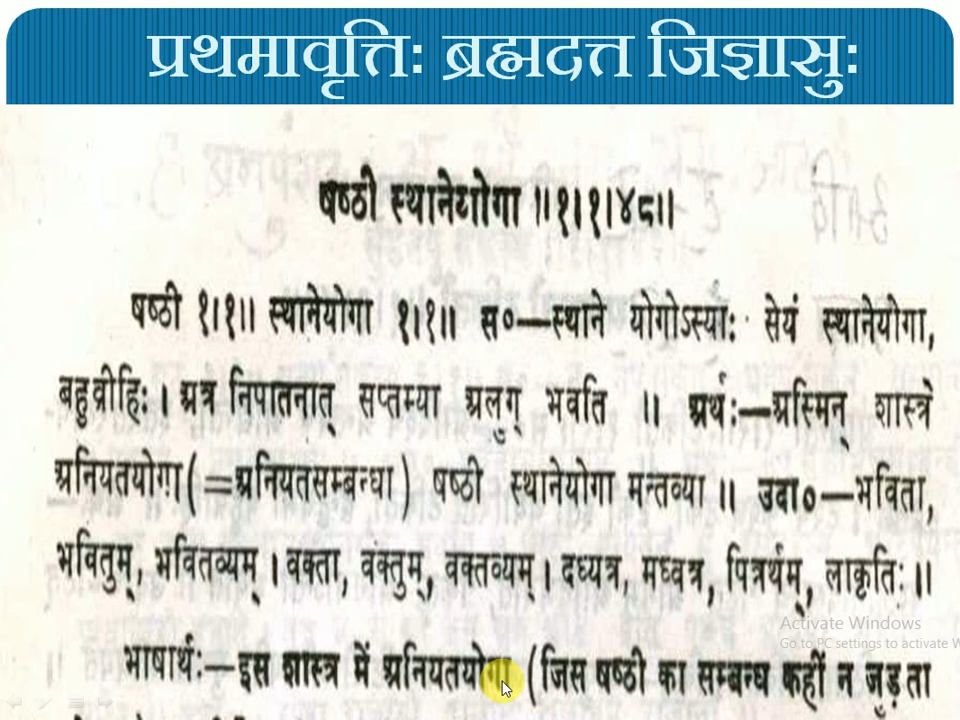 प्रथमावृत्तिः ब्रह्मदत्त जिज्ञासुः
षष्ठी स्थानेयोगा ॥१।१।४८॥
षष्ठी १।१॥ स्थानेयोगा १।१॥ स०—स्थाने योगोऽस्याः सेयं स्थानेयोगा,
बहुव्रीहिः । अत्र निपातनात् सप्तम्या अलुग् भवति ॥ अर्थः—अस्मिन् शास्त्रे
अनियतयोगा(=अनियतसम्बन्धा) षष्ठी स्थानेयोगा मन्तव्या ॥ उदा०—भविता,
भवितुम्, भवितव्यम् । वक्ता, वक्तुम्, वक्तव्यम् । दध्यत्र, मध्वत्र, पित्रर्थम्, लाकृतिः ॥
भाषार्थः—इस शास्त्र में अनियतयोगा (जिस षष्ठी का सम्बन्ध कहीं न जुड़ता
Activate Windows
Go to PC settings to activate W